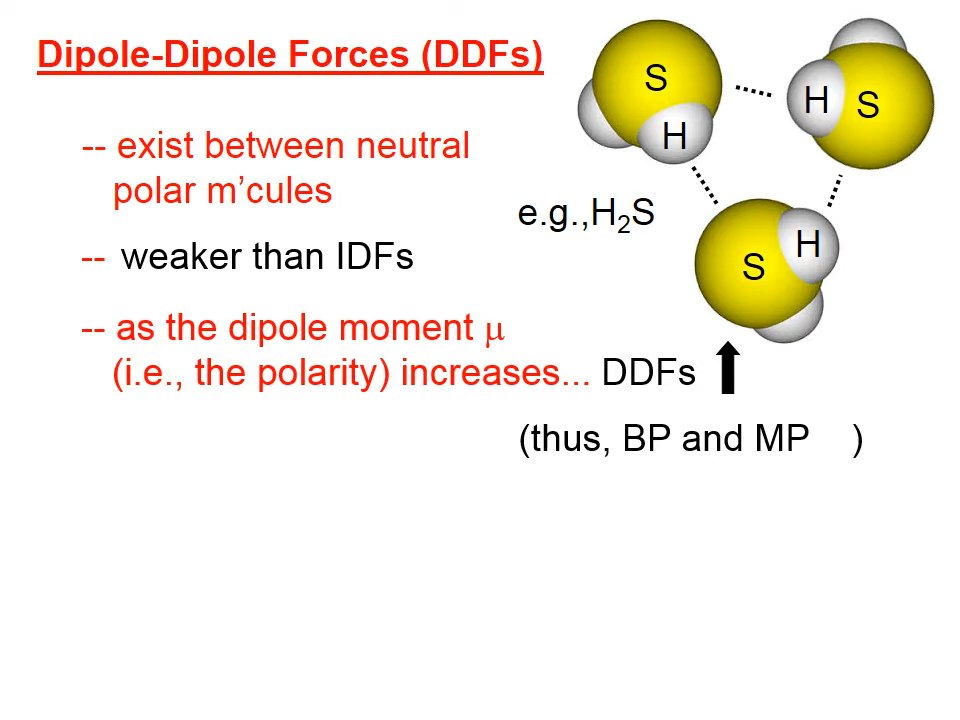 Dipole-Dipole Forces (DDFs)
-- exist between neutral
polar m’cules
-- weaker than IDFs
-- as the dipole moment μ
(i.e., the polarity) increases... DDFs
(thus, BP and MP )
e.g.,H₂S
S
H
H S
S H